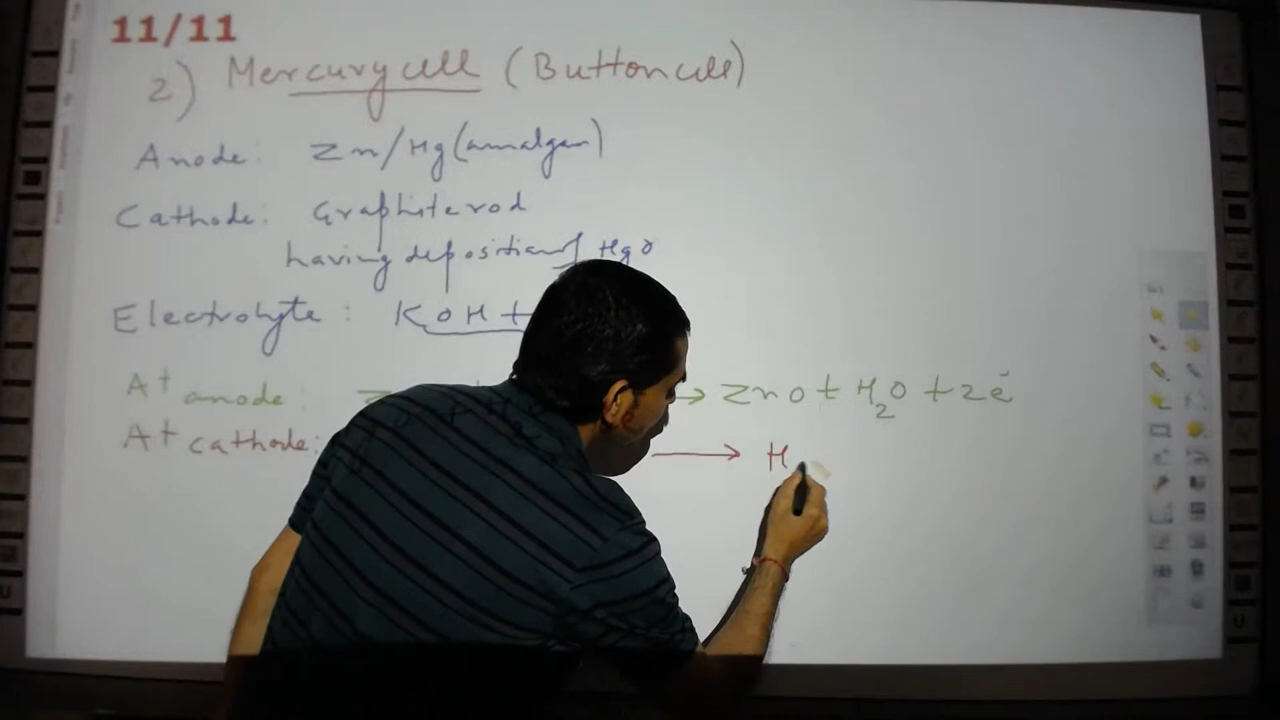 11/11
2) Mercury cell (Button cell)
Anode: Zn/Hg (amalgam)
Cathode: Graphite rod
having deposition of HgO
Electrolyte: KOH +
At anode: Z → ZnO + H₂O + 2e⁻
At cathode: → H